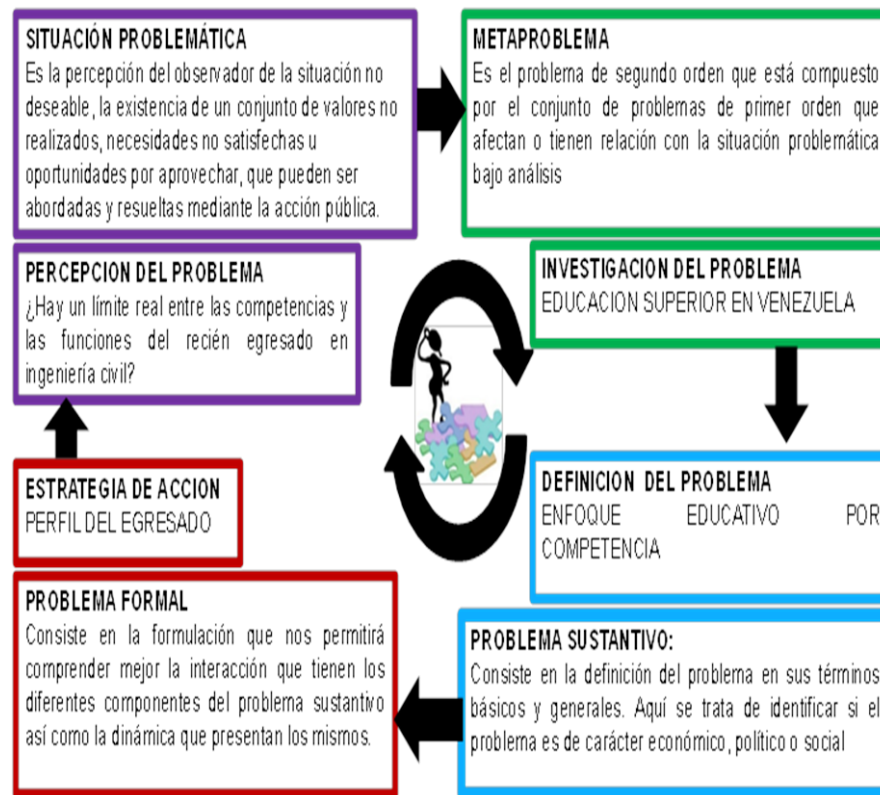 SITUACIÓN PROBLEMÁTICA
Es la percepción del observador de la situación no
deseable, la existencia de un conjunto de valores no
realizados, necesidades no satisfechas u
oportunidades por aprovechar, que pueden ser
abordadas y resueltas mediante la acción pública.
METAPROBLEMA
Es el problema de segundo orden que está compuesto
por el conjunto de problemas de primer orden que
afectan o tienen relación con la situación problemática
bajo análisis
PERCEPCION DEL PROBLEMA
¿Hay un límite real entre las competencias y
las funciones del recién egresado en
ingeniería civil?
INVESTIGACION DEL PROBLEMA
EDUCACION SUPERIOR EN VENEZUELA
ESTRATEGIA DE ACCION
PERFIL DEL EGRESADO
DEFINICION DEL PROBLEMA
ENFOQUE EDUCATIVO POR
COMPETENCIA
PROBLEMA FORMAL
Consiste en la formulación que nos permitirá
comprender mejor la interacción que tienen los
diferentes componentes del problema sustantivo
así como la dinámica que presentan los mismos.
PROBLEMA SUSTANTIVO:
Consiste en la definición del problema en sus términos
básicos y generales. Aquí se trata de identificar si el
problema es de carácter económico, político o social